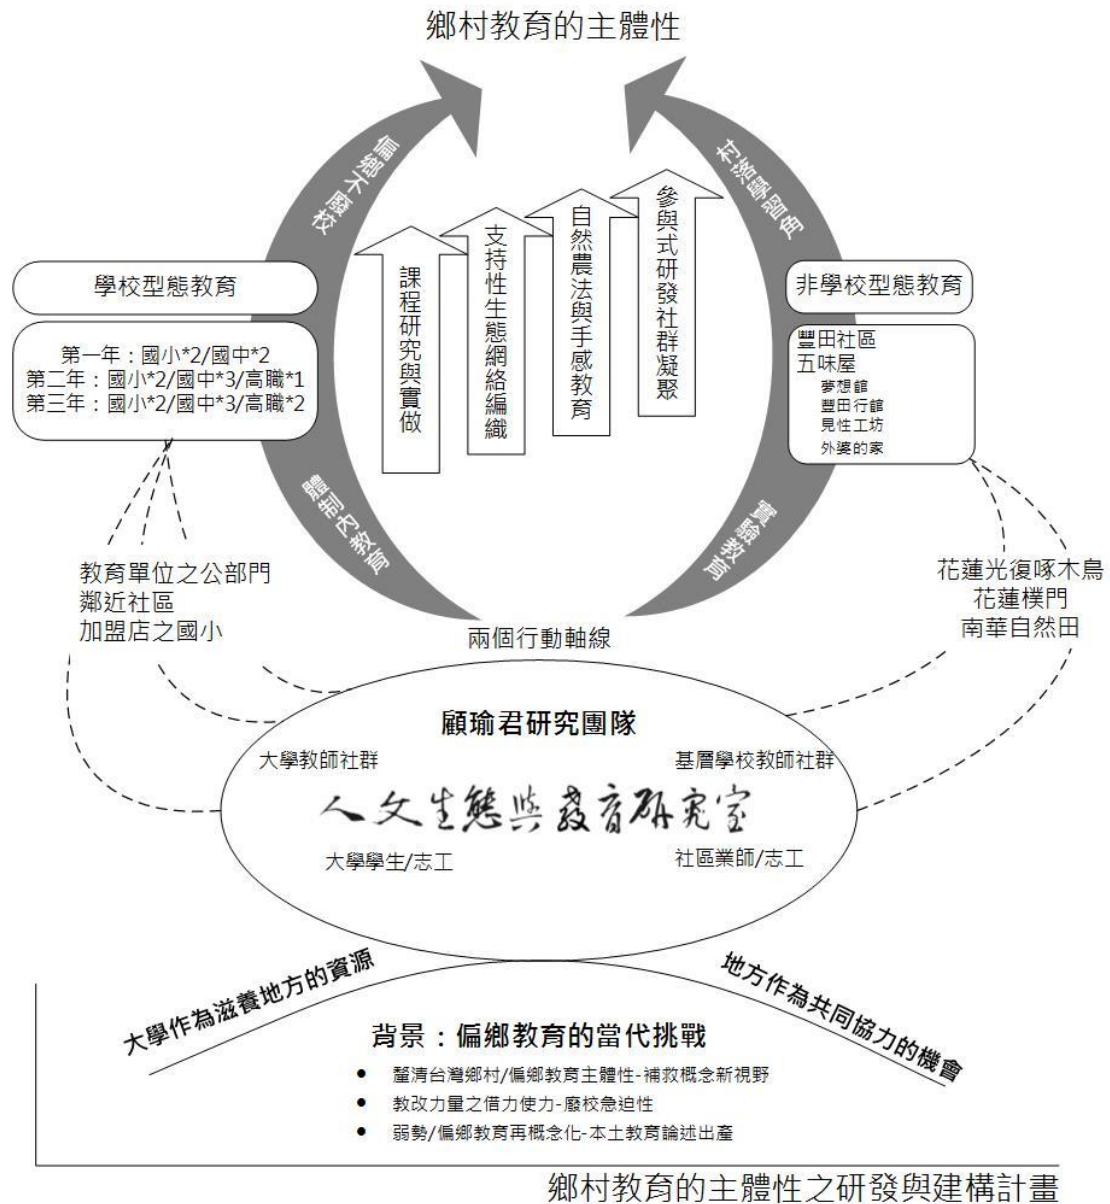 鄉村教育的主體性
偏鄉不廢校
村落學習角
課程研究與實做
支持性生態網絡編織
自然農法與手感教育
參與式研發社群凝聚
學校型態教育
第一年：國小*2/國中*2
第二年：國小*2/國中*3/高職*1
第三年：國小*2/國中*3/高職*2
非學校型態教育
豐田社區
五味屋
夢想館
豐田行館
見性工坊
外婆的家
體制內教育
實驗教育
教育單位之公部門
鄰近社區
加盟店之國小
花蓮光復啄木鳥
花蓮樸門
南華自然田
兩個行動軸線
顧瑜君研究團隊
大學教師社群
基層學校教師社群
人文生態與教育研究室
大學學生/志工
社區業師/志工
大學作為滋養地方的資源
地方作為共同協力的機會
背景：偏鄉教育的當代挑戰
• 釐清台灣鄉村/偏鄉教育主體性-補救概念新視野
• 教改力量之借力使力-廢校急迫性
• 弱勢/偏鄉教育再概念化-本土教育論述出產
鄉村教育的主體性之研發與建構計畫